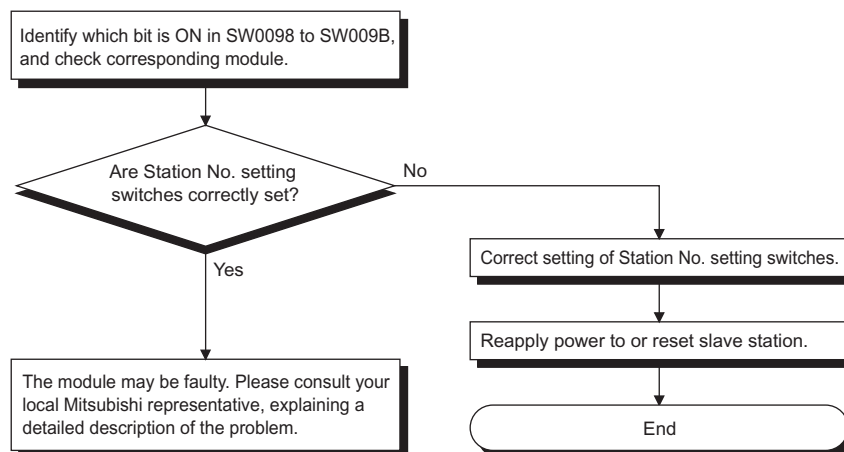 Identify which bit is ON in SW0098 to SW009B,
and check corresponding module.
Are Station No. setting
switches correctly set?
No
Yes
Correct setting of Station No. setting switches.
Reapply power to or reset slave station.
The module may be faulty. Please consult your
local Mitsubishi representative, explaining a
detailed description of the problem.
End